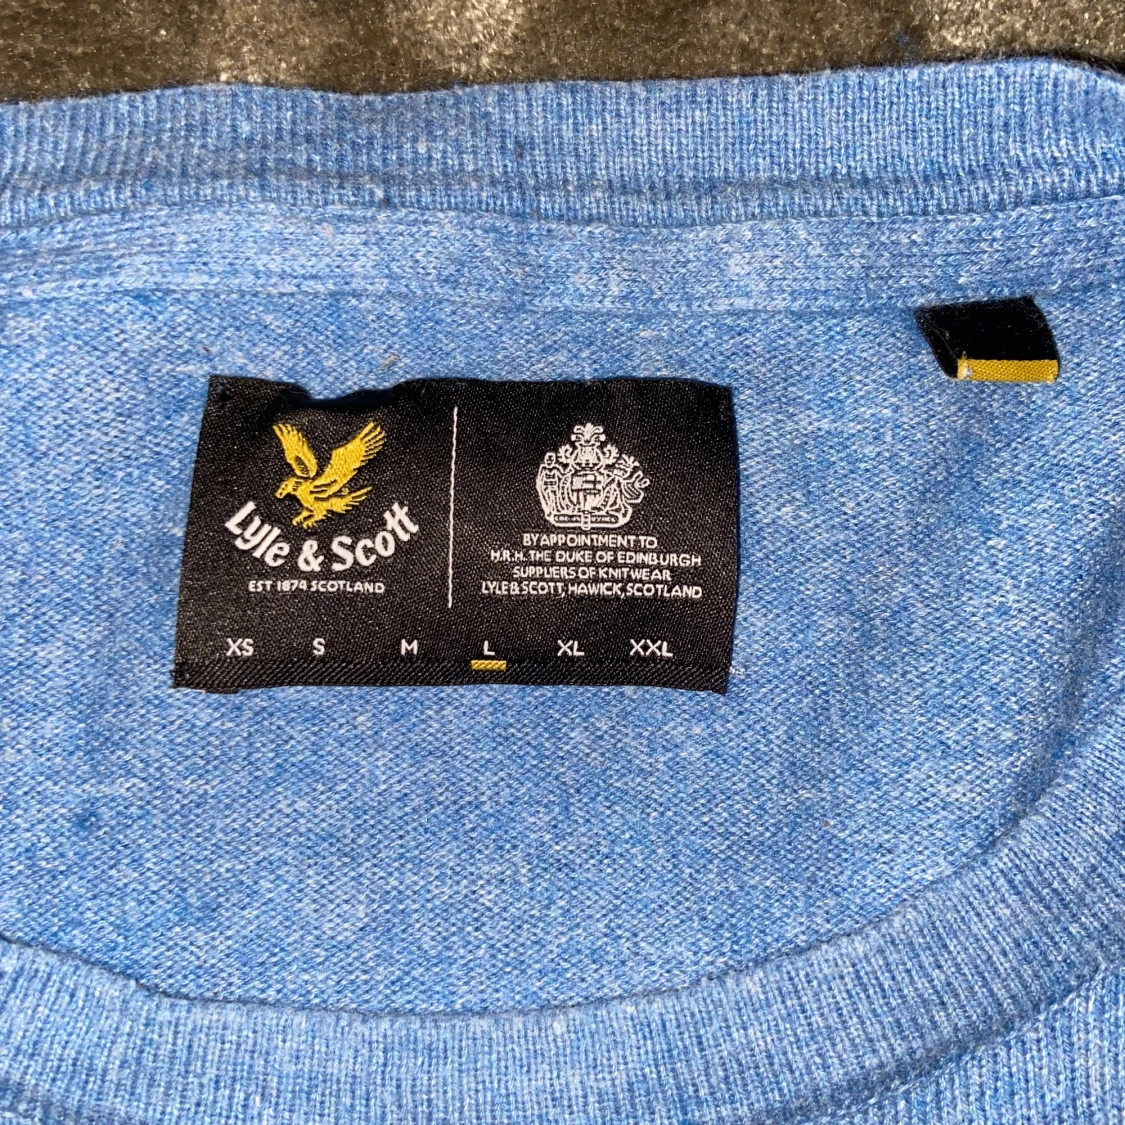 Lyle & Scott
EST 1874 SCOTLAND
BY APPOINTMENT TO
H.R.H. THE DUKE OF EDINBURGH
SUPPLIERS OF KNITWEAR
LYLE & SCOTT, HAWICK, SCOTLAND
XS S M L XL XXL